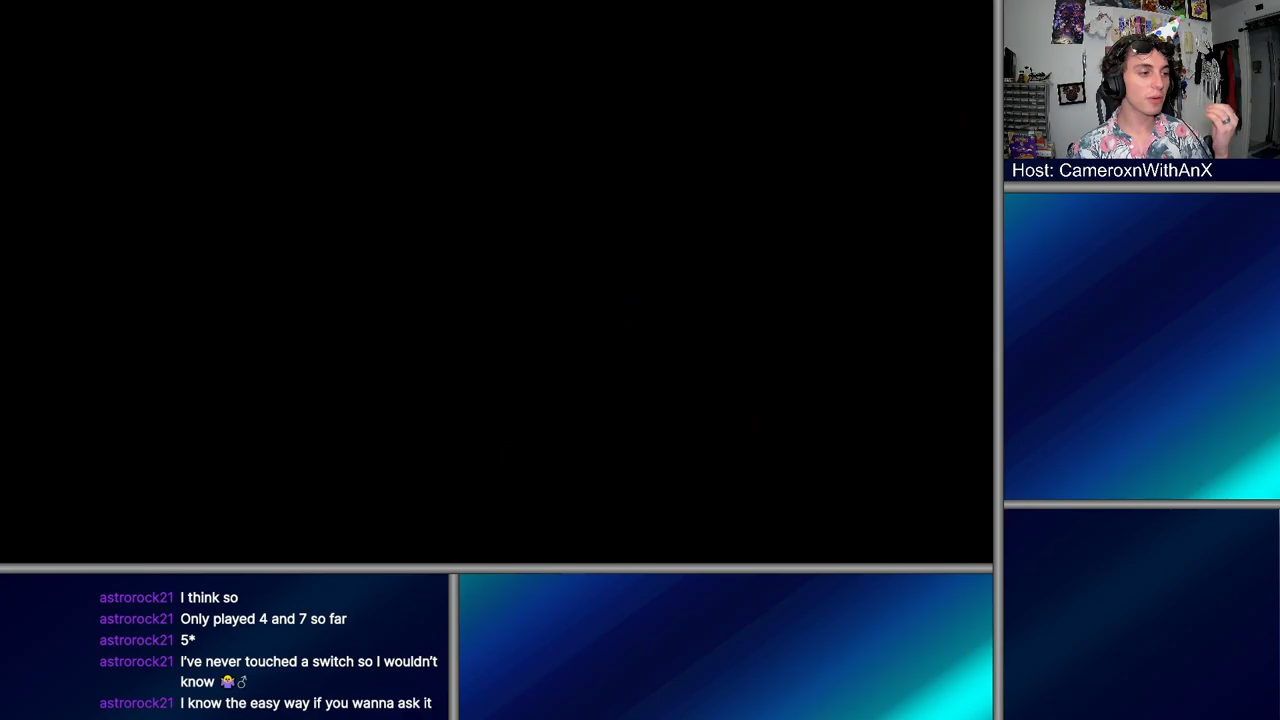 Host: CameroxnWithAnX
astrorock21 I think so
astrorock21 Only played 4 and 7 so far
astrorock21 5*
astrorock21 I've never touched a switch so I wouldn't
know 🤷‍♂
astrorock21 I know the easy way if you wanna ask it